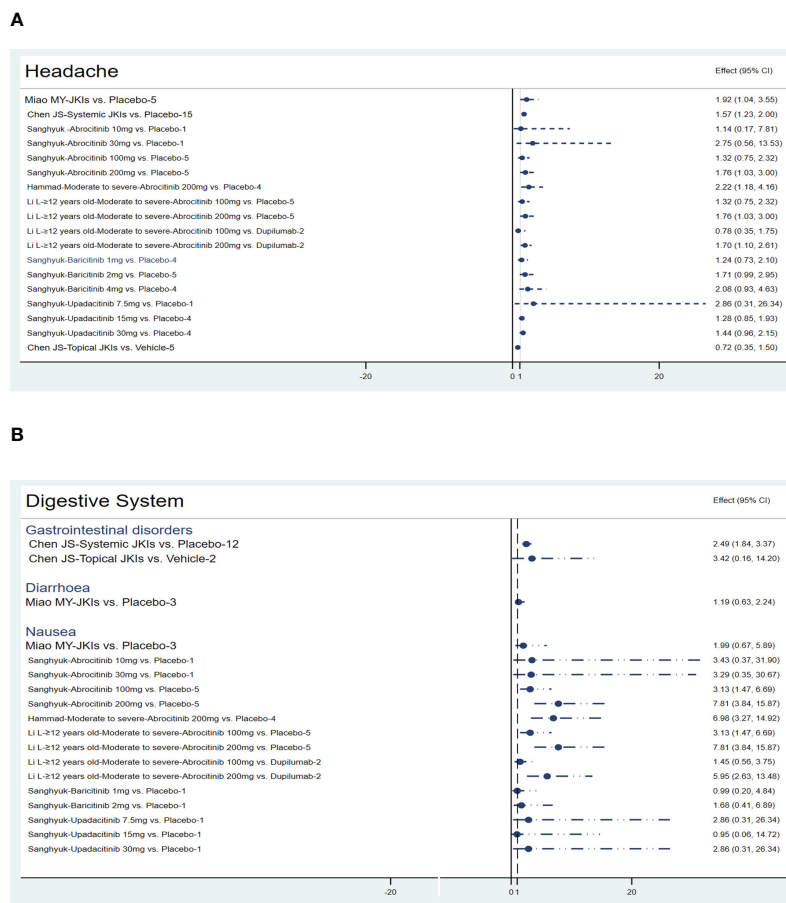 A
Headache
Effect (95% CI)
Miao MY-JKIs vs. Placebo-5 1.92 (1.04, 3.55)
Chen JS-Systemic JKIs vs. Placebo-15 1.57 (1.23, 2.00)
Sanghyuk -Abrocitinib 10mg vs. Placebo-1 1.14 (0.17, 7.81)
Sanghyuk-Abrocitinib 30mg vs. Placebo-1 2.75 (0.56, 13.53)
Sanghyuk-Abrocitinib 100mg vs. Placebo-5 1.32 (0.75, 2.32)
Sanghyuk-Abrocitinib 200mg vs. Placebo-5 1.76 (1.03, 3.00)
Hammad-Moderate to severe-Abrocitinib 200mg vs. Placebo-4 2.22 (1.18, 4.16)
Li L-≥12 years old-Moderate to severe-Abrocitinib 100mg vs. Placebo-5 1.32 (0.75, 2.32)
Li L-≥12 years old-Moderate to severe-Abrocitinib 200mg vs. Placebo-5 1.76 (1.03, 3.00)
Li L-≥12 years old-Moderate to severe-Abrocitinib 100mg vs. Dupilumab-2 0.78 (0.35, 1.75)
Li L-≥12 years old-Moderate to severe-Abrocitinib 200mg vs. Dupilumab-2 1.70 (1.10, 2.61)
Sanghyuk-Baricitinib 1mg vs. Placebo-4 1.24 (0.73, 2.10)
Sanghyuk-Baricitinib 2mg vs. Placebo-5 1.71 (0.99, 2.95)
Sanghyuk-Baricitinib 4mg vs. Placebo-4 2.08 (0.93, 4.63)
Sanghyuk-Upadacitinib 7.5mg vs. Placebo-1 2.86 (0.31, 26.34)
Sanghyuk-Upadacitinib 15mg vs. Placebo-4 1.28 (0.85, 1.93)
Sanghyuk-Upadacitinib 30mg vs. Placebo-4 1.44 (0.96, 2.15)
Chen JS-Topical JKIs vs. Vehicle-5 0.72 (0.35, 1.50)
-20 0 1 20
B
Digestive System
Effect (95% CI)
Gastrointestinal disorders
Chen JS-Systemic JKIs vs. Placebo-12 2.49 (1.84, 3.37)
Chen JS-Topical JKIs vs. Vehicle-2 3.42 (0.16, 14.20)
Diarrhoea
Miao MY-JKIs vs. Placebo-3 1.19 (0.63, 2.24)
Nausea
Miao MY-JKIs vs. Placebo-3 1.99 (0.67, 5.89)
Sanghyuk-Abrocitinib 10mg vs. Placebo-1 3.43 (0.37, 31.90)
Sanghyuk-Abrocitinib 30mg vs. Placebo-1 3.29 (0.35, 30.67)
Sanghyuk-Abrocitinib 100mg vs. Placebo-5 3.13 (1.47, 6.69)
Sanghyuk-Abrocitinib 200mg vs. Placebo-5 7.81 (3.84, 15.87)
Hammad-Moderate to severe-Abrocitinib 200mg vs. Placebo-4 6.98 (3.27, 14.92)
Li L-≥12 years old-Moderate to severe-Abrocitinib 100mg vs. Placebo-5 3.13 (1.47, 6.69)
Li L-≥12 years old-Moderate to severe-Abrocitinib 200mg vs. Placebo-5 7.81 (3.84, 15.87)
Li L-≥12 years old-Moderate to severe-Abrocitinib 100mg vs. Dupilumab-2 1.45 (0.56, 3.75)
Li L-≥12 years old-Moderate to severe-Abrocitinib 200mg vs. Dupilumab-2 5.95 (2.63, 13.48)
Sanghyuk-Baricitinib 1mg vs. Placebo-1 0.99 (0.20, 4.84)
Sanghyuk-Baricitinib 2mg vs. Placebo-1 1.68 (0.41, 6.89)
Sanghyuk-Upadacitinib 7.5mg vs. Placebo-1 2.86 (0.31, 26.34)
Sanghyuk-Upadacitinib 15mg vs. Placebo-1 0.95 (0.06, 14.72)
Sanghyuk-Upadacitinib 30mg vs. Placebo-1 2.86 (0.31, 26.34)
-20 0 1 20